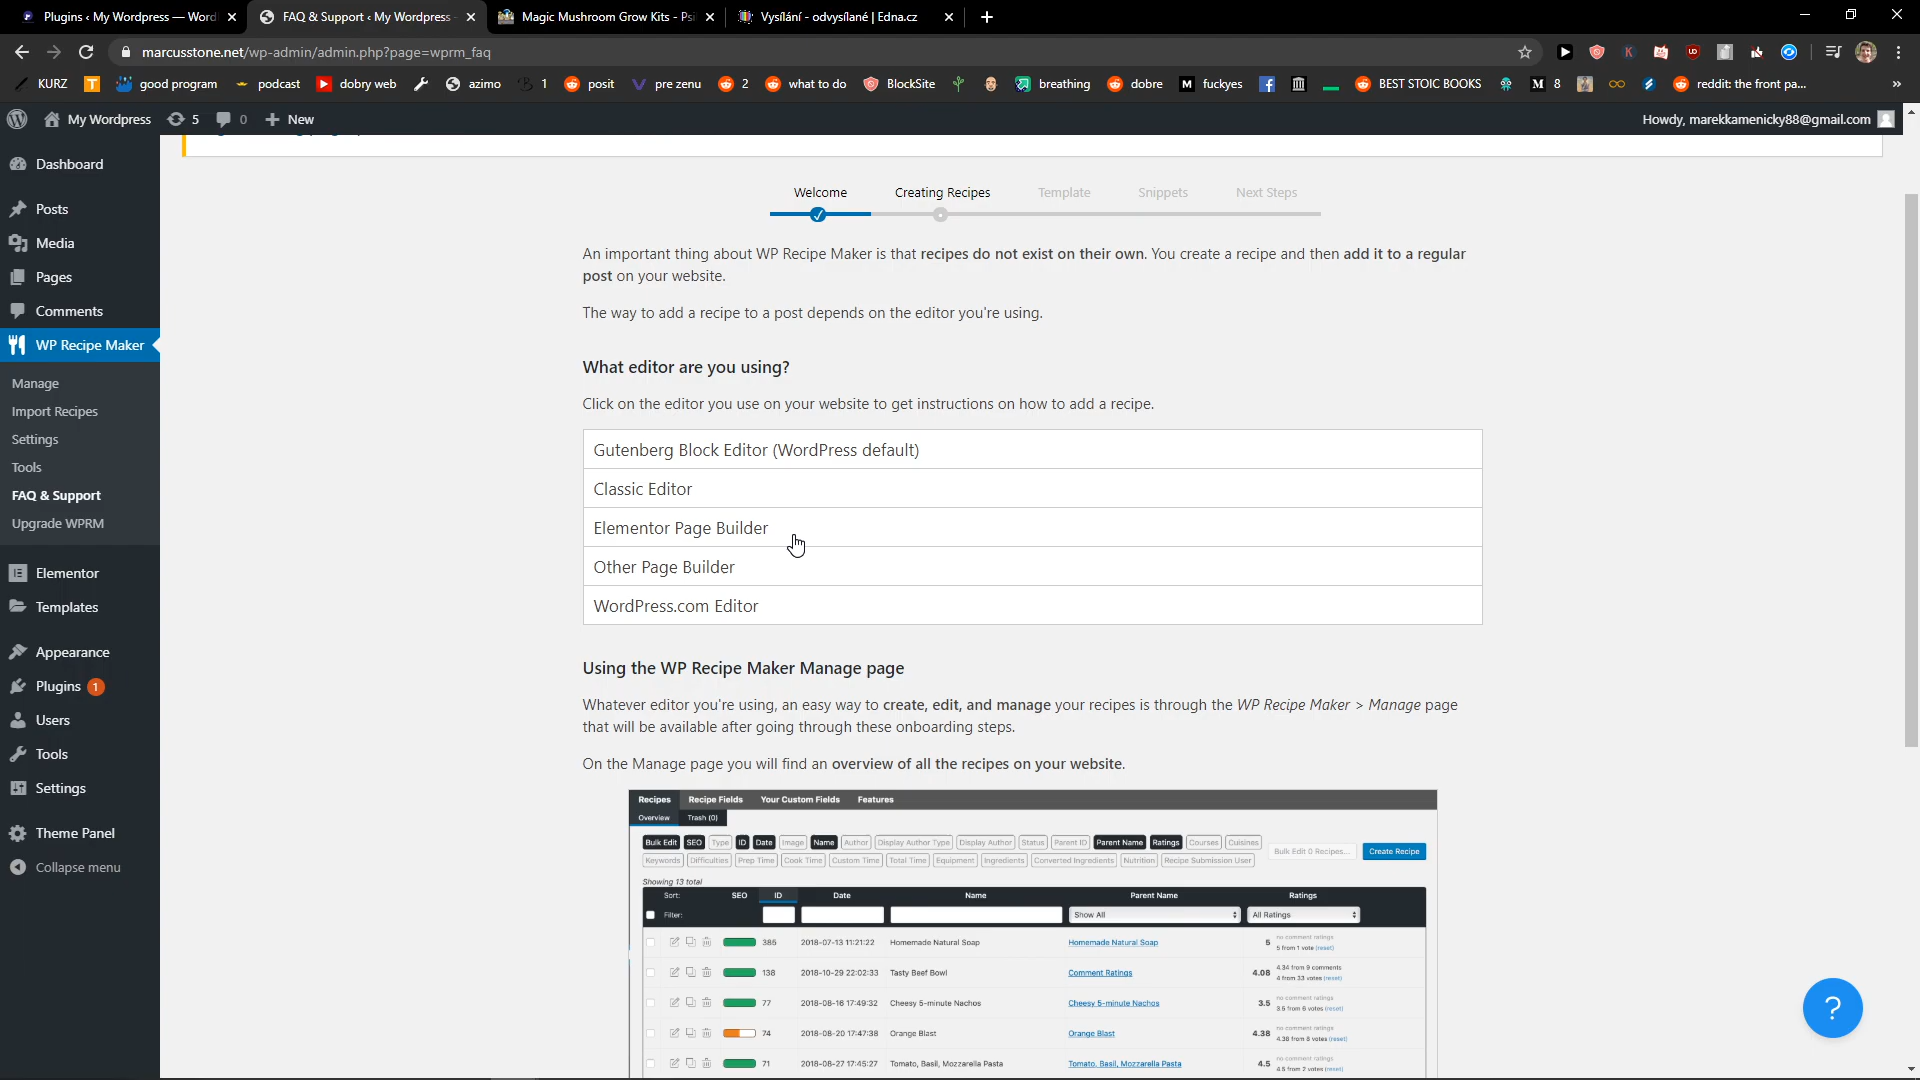 Plugins ‹ My Wordpress — Word
FAQ & Support ‹ My Wordpress
Magic Mushroom Grow Kits - Psi
Vysílání - odvysílané | Edna.cz
marcusstone.net/wp-admin/admin.php?page=wprm_faq
KURZ good program podcast dobry web azimo 1 posit pre zenu 2 what to do BlockSite breathing dobre fuckyes BEST STOIC BOOKS 8 reddit: the front pa...
My Wordpress 5 0 New
Howdy, marekkamenicky88@gmail.com
Dashboard
Posts
Media
Pages
Comments
WP Recipe Maker
Manage
Import Recipes
Settings
Tools
FAQ & Support
Upgrade WPRM
Elementor
Templates
Appearance
Plugins 1
Users
Tools
Settings
Theme Panel
Collapse menu
Welcome Creating Recipes Template Snippets Next Steps
An important thing about WP Recipe Maker is that recipes do not exist on their own. You create a recipe and then add it to a regular
post on your website.
The way to add a recipe to a post depends on the editor you're using.
What editor are you using?
Click on the editor you use on your website to get instructions on how to add a recipe.
Gutenberg Block Editor (WordPress default)
Classic Editor
Elementor Page Builder
Other Page Builder
WordPress.com Editor
Using the WP Recipe Maker Manage page
Whatever editor you're using, an easy way to create, edit, and manage your recipes is through the WP Recipe Maker > Manage page
that will be available after going through these onboarding steps.
On the Manage page you will find an overview of all the recipes on your website.
Recipes Recipe Fields Your Custom Fields Features
Overview Trash (0)
Bulk Edit SEO Type ID Date Image Name Author Display Author Type Display Author Status Parent ID Parent Name Ratings Courses Cuisines
Keywords Difficulties Prep Time Cook Time Custom Time Total Time Equipment Ingredients Converted Ingredients Nutrition Recipe Submission User
Bulk Edit 0 Recipes... Create Recipe
Showing 13 total
Sort: SEO ID Date Name Parent Name Ratings
Filter: Show All All Ratings
386 2018-07-13 11:21:22 Homemade Natural Soap Homemade Natural Soap 5 no comment ratings
5 from 1 vote (reset)
138 2018-10-29 22:02:33 Tasty Beef Bowl Comment Ratings 4.08 4.34 from 9 comments
4 from 33 votes (reset)
77 2018-08-16 17:49:32 Cheesy 5-minute Nachos Cheesy 5-minute Nachos 3.5 no comment ratings
3.5 from 6 votes (reset)
74 2018-08-20 17:47:38 Orange Blast Orange Blast 4.38 no comment ratings
4.38 from 8 votes (reset)
71 2018-08-27 17:45:27 Tomato, Basil, Mozzarella Pasta Tomato, Basil, Mozzarella Pasta 4.5 no comment ratings
4.5 from 2 votes (reset)
?